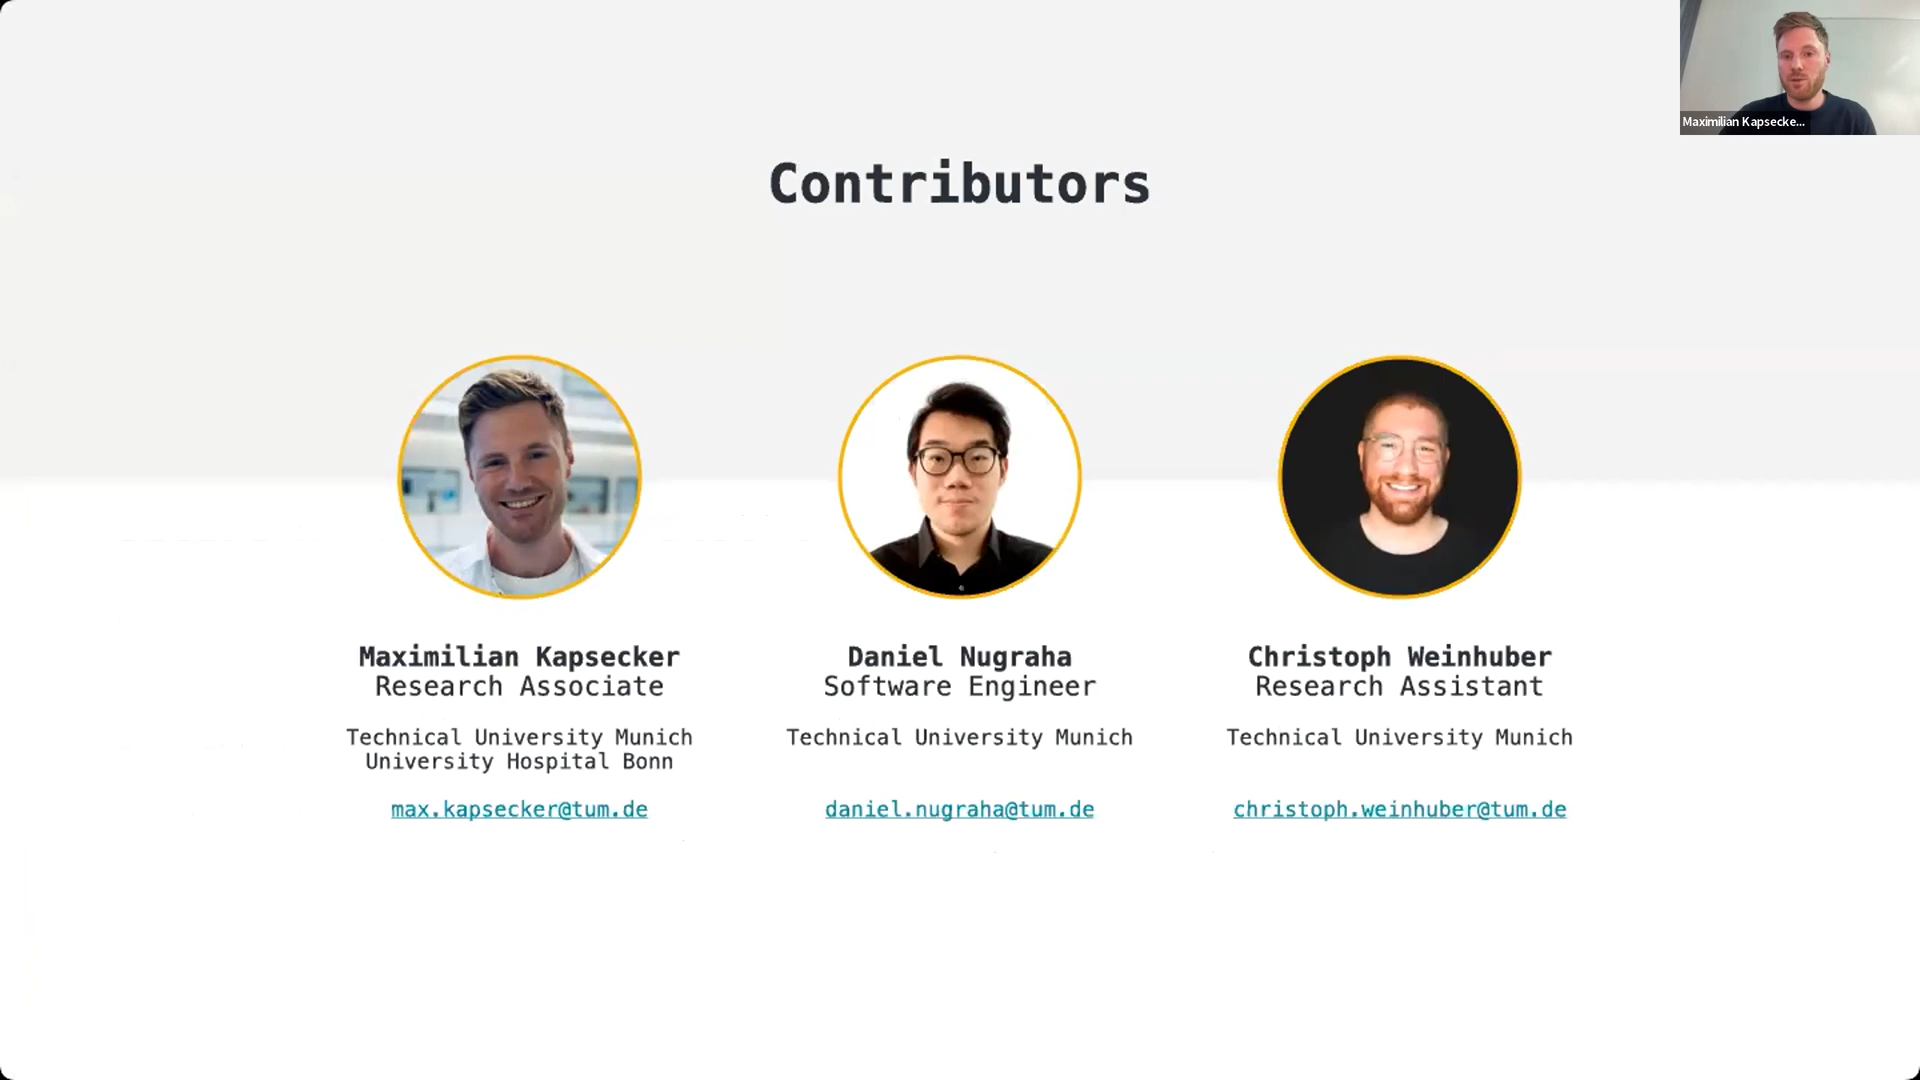 Maximilian Kapsecke...
Contributors
Maximilian Kapsecker
Research Associate
Technical University Munich
University Hospital Bonn
max.kapsecker@tum.de
Daniel Nugraha
Software Engineer
Technical University Munich
daniel.nugraha@tum.de
Christoph Weinhuber
Research Assistant
Technical University Munich
christoph.weinhuber@tum.de